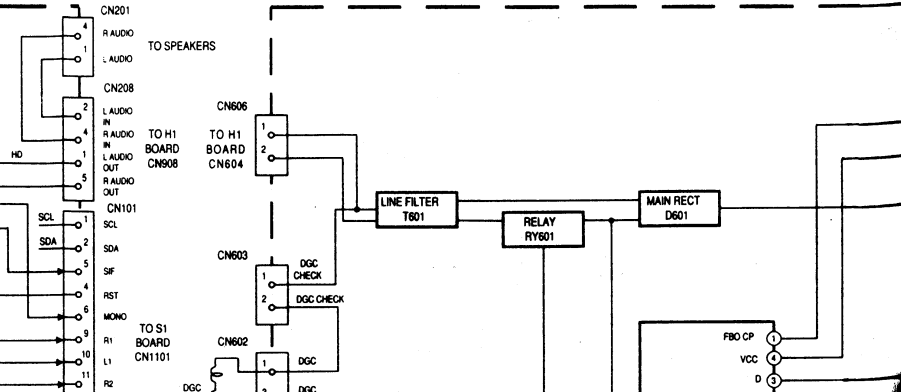 CN201
4
R AUDIO
TO SPEAKERS
1
L AUDIO
CN208
2
L AUDIO
IN
4
R AUDIO
IN
TO H1
BOARD
CN908
HD
1
L AUDIO
OUT
5
R AUDIO
OUT
CN606
TO H1
BOARD
CN604
1
2
LINE FILTER
T601
MAIN RECT
D601
RELAY
RY601
CN101
SCL
1
SCL
SDA
2
SDA
5
SIF
4
RST
6
MONO
9
R1
10
L1
11
R2
TO S1
BOARD
CN1101
CN603
DGC
CHECK
1
2
DGC CHECK
CN602
1
DGC
DGC
2
DGC
FBO CP
1
VCC
4
D
3